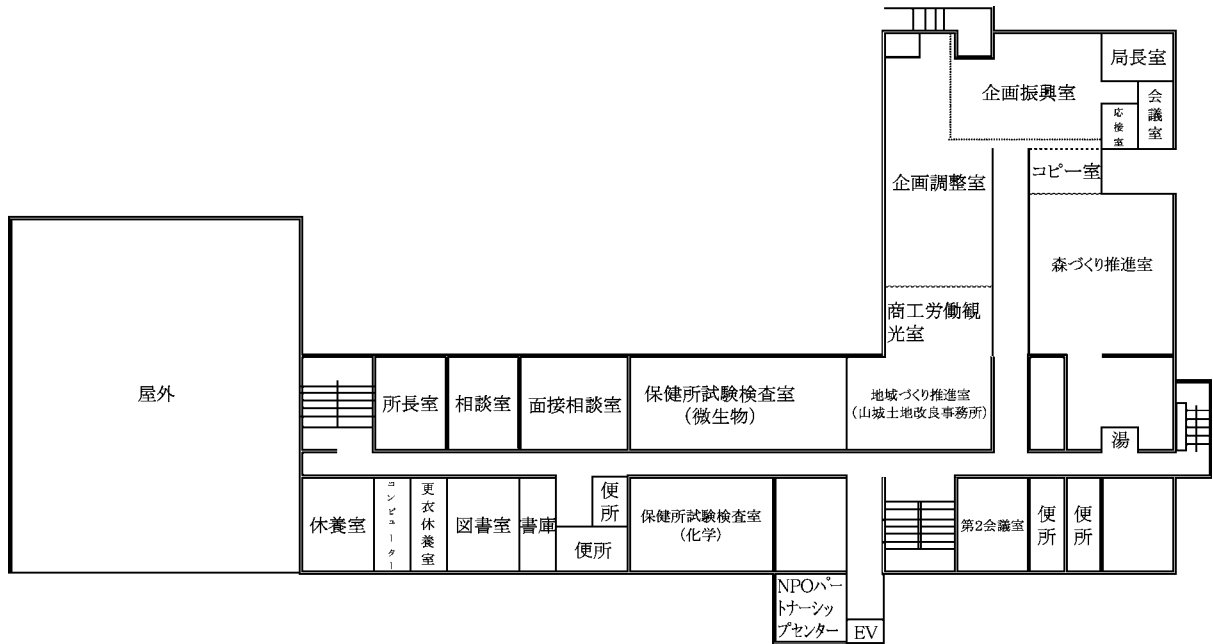 局長室
企画振興室
会議室
応接室
コピー室
企画調整室
森づくり推進室
商工労働観
光室
屋外
所長室
相談室
面接相談室
保健所試験検査室
(微生物)
地域づくり推進室
(山城土地改良事務所)
湯
休養室
コンピューター
更衣休養室
図書室
書庫
便所
便所
保健所試験検査室
(化学)
第2会議室
便所
便所
NPOパー
トナーシッ
プセンター
EV